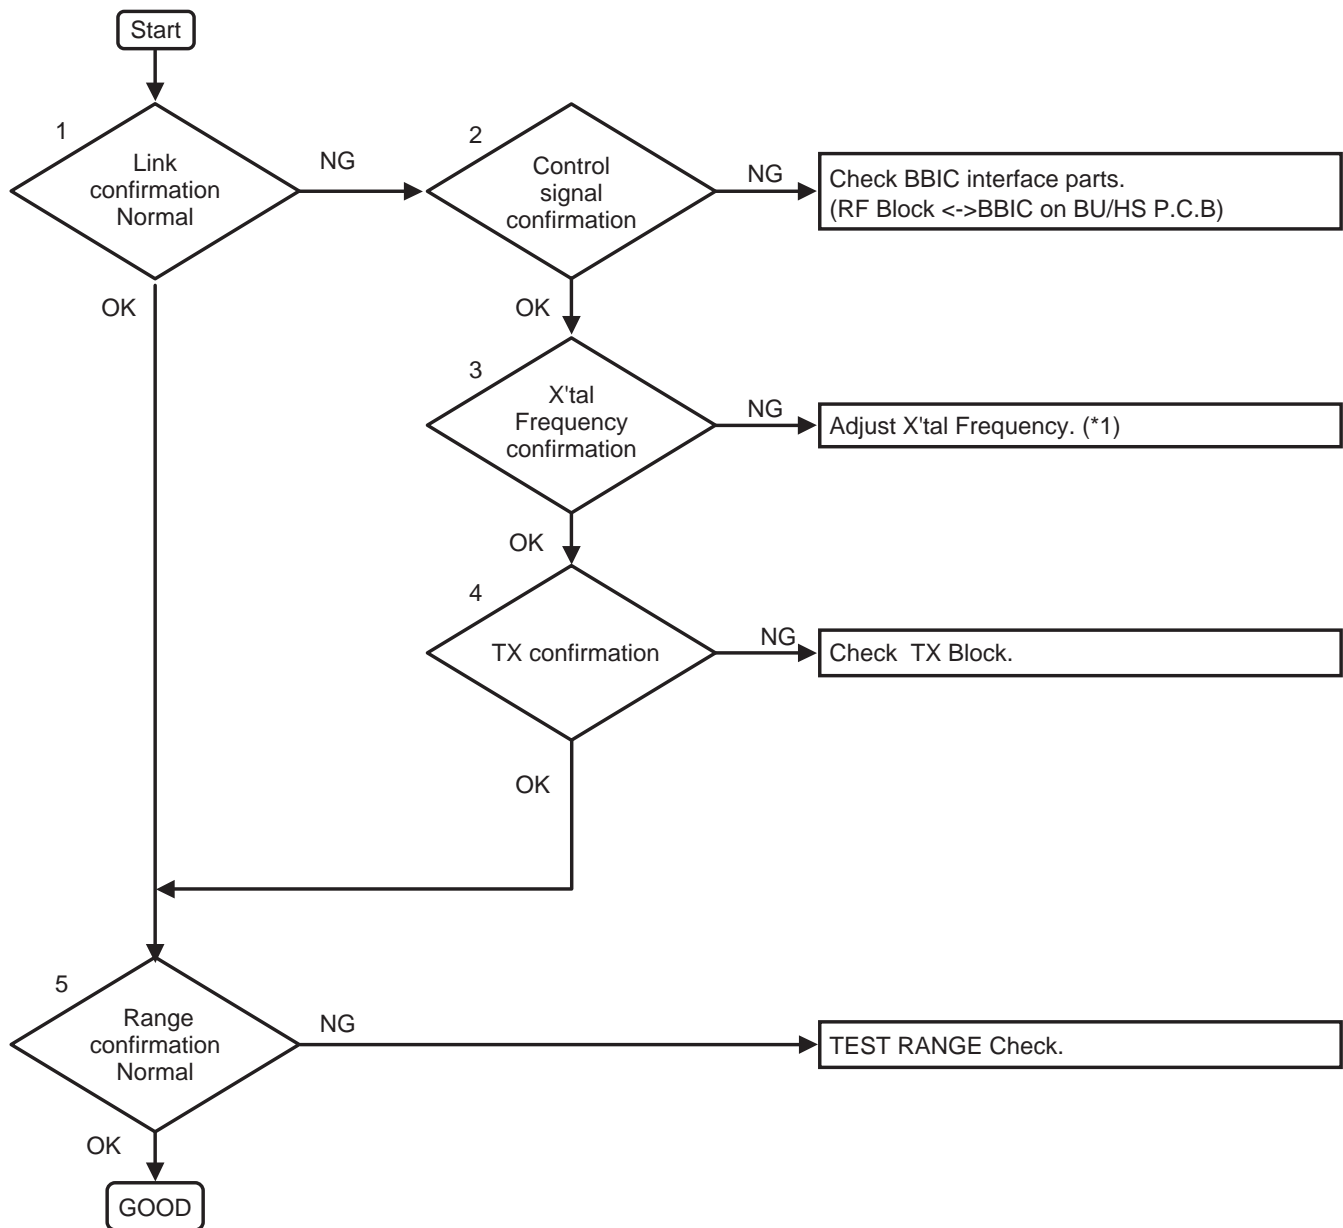 Start
1
Link
confirmation
Normal
NG
2
Control
signal
confirmation
NG
Check BBIC interface parts.
(RF Block <->BBIC on BU/HS P.C.B)
OK
OK
3
X'tal
Frequency
confirmation
NG
Adjust X'tal Frequency. (*1)
OK
4
TX confirmation
NG
Check  TX Block.
OK
5
Range
confirmation
Normal
NG
TEST RANGE Check.
OK
GOOD